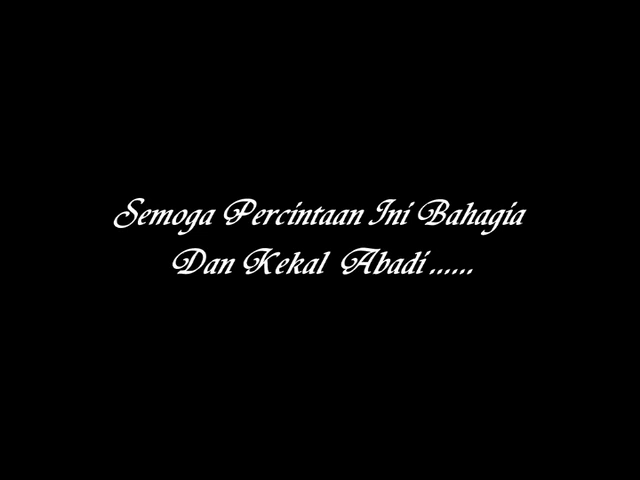 Semoga Percintaan Ini Bahagia
Dan Kekal Abadi......